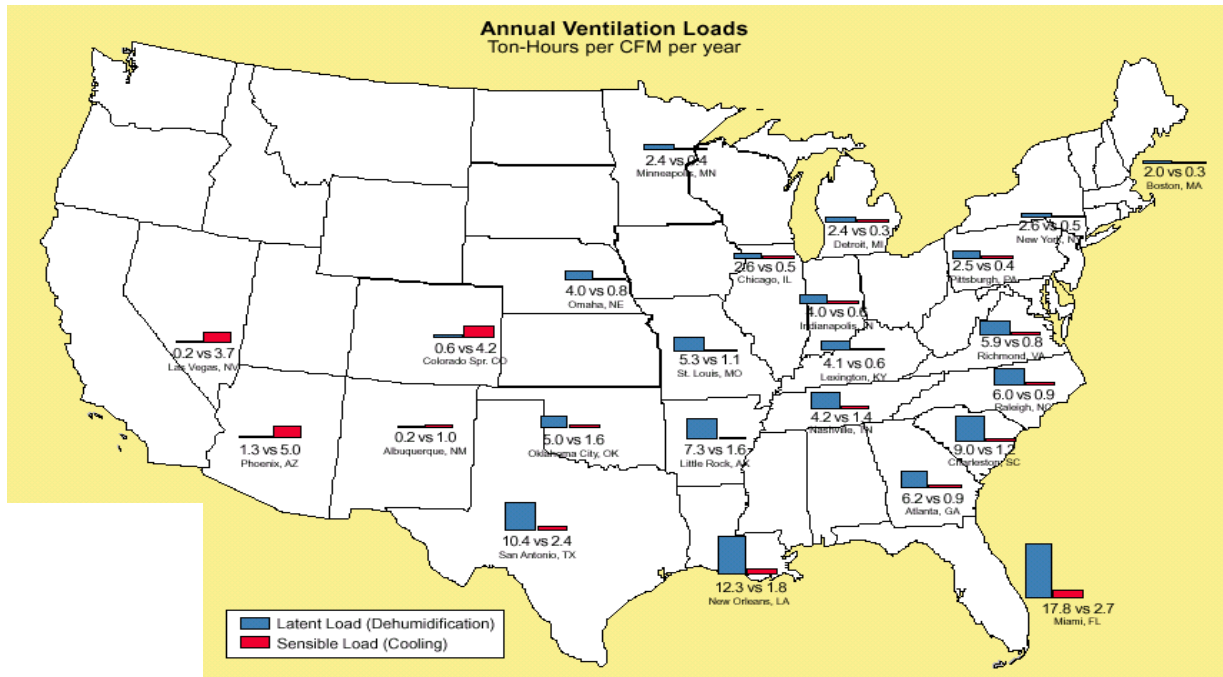 Annual Ventilation Loads
Ton-Hours per CFM per year
2.4 vs 0.4
Minneapolis, MN
2.0 vs 0.3
Boston, MA
2.4 vs 0.3
Detroit, MI
2.6 vs 0.5
New York, NY
2.6 vs 0.5
Chicago, IL
2.5 vs 0.4
Pittsburgh, PA
4.0 vs 0.8
Omaha, NE
4.0 vs 0.6
Indianapolis, IN
0.2 vs 3.7
Las Vegas, NV
0.6 vs 4.2
Colorado Spr. CO
5.3 vs 1.1
St. Louis, MO
4.1 vs 0.6
Lexington, KY
5.9 vs 0.8
Richmond, VA
6.0 vs 0.9
Raleigh, NC
1.3 vs 5.0
Phoenix, AZ
0.2 vs 1.0
Albuquerque, NM
5.0 vs 1.6
Oklahoma City, OK
7.3 vs 1.6
Little Rock, AK
4.2 vs 1.4
Nashville, TN
9.0 vs 1.2
Charleston, SC
6.2 vs 0.9
Atlanta, GA
10.4 vs 2.4
San Antonio, TX
12.3 vs 1.8
New Orleans, LA
17.8 vs 2.7
Miami, FL
Latent Load (Dehumidification)
Sensible Load (Cooling)